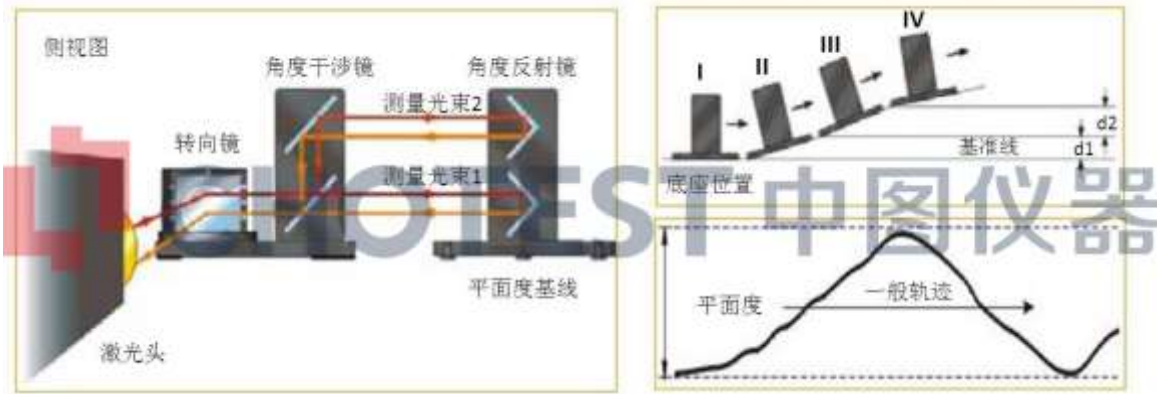 侧视图
角度干涉镜
角度反射镜
测量光束2
转向镜
测量光束1
平面度基线
激光头
I
II
III
IV
d2
d1
基准线
底座位置
CHOTEST 中图仪器
平面度
一般轨迹